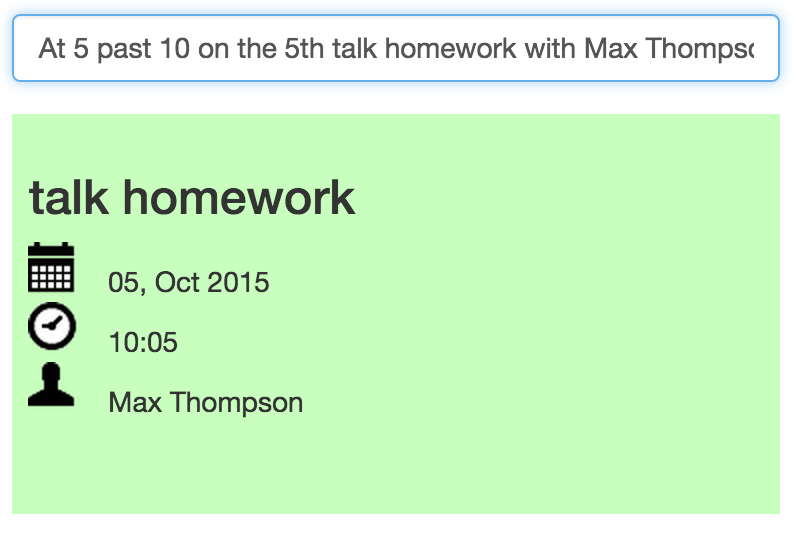 At 5 past 10 on the 5th talk homework with Max Thomps
talk homework
05, Oct 2015
10:05
Max Thompson